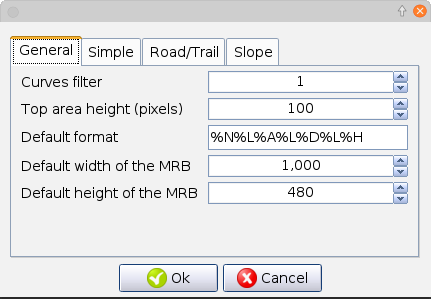 General Simple Road/Trail Slope
Curves filter 1
Top area height (pixels) 100
Default format %N%L%A%L%D%L%H
Default width of the MRB 1,000
Default height of the MRB 480
Ok Cancel